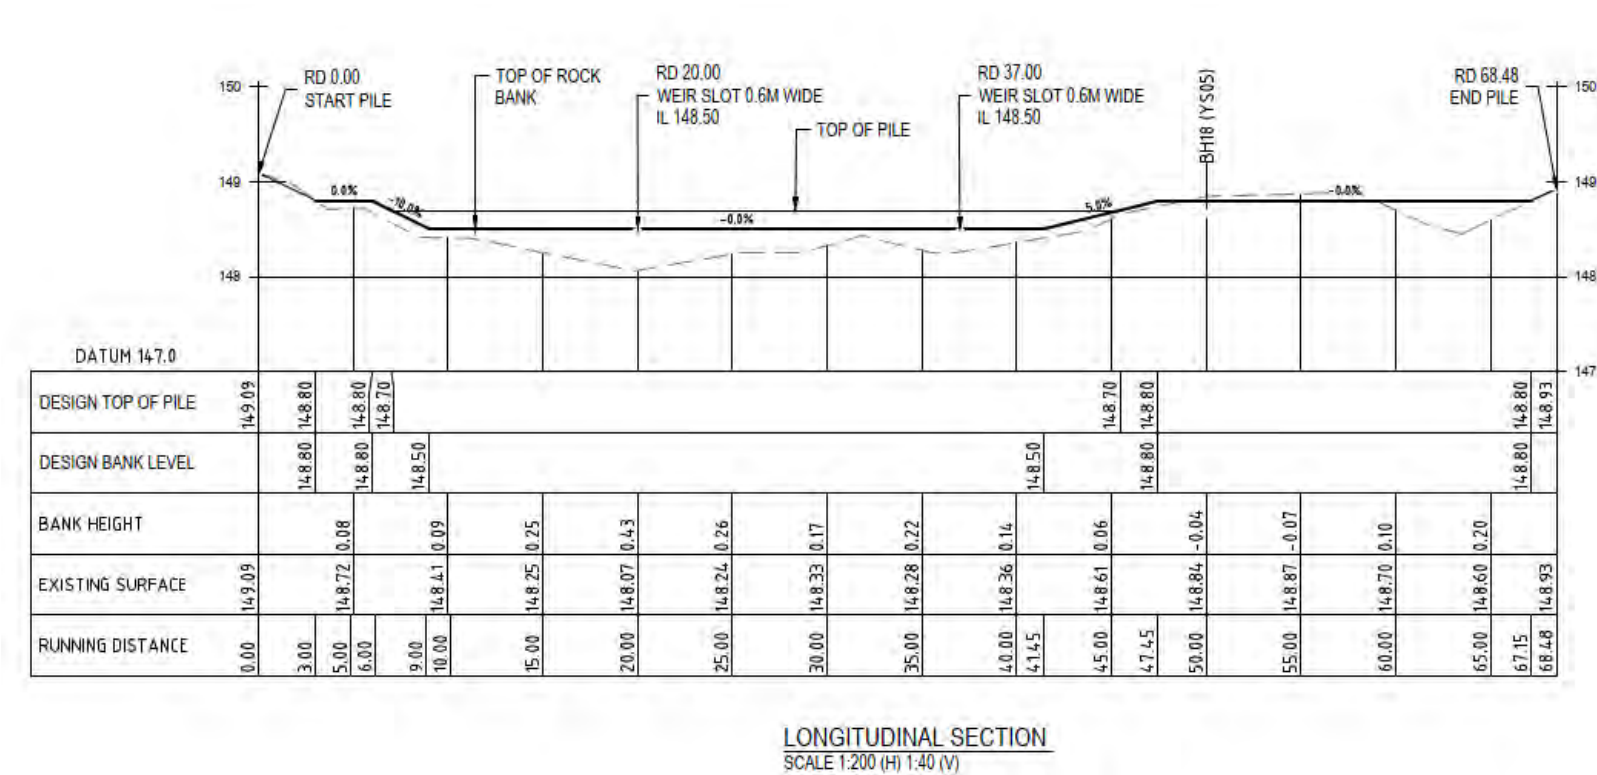 RD 0.00
START PILE
TOP OF ROCK
BANK
RD 20.00
WEIR SLOT 0.6M WIDE
IL 148.50
TOP OF PILE
RD 37.00
WEIR SLOT 0.6M WIDE
IL 148.50
BH18 (YS05)
RD 68.48
END PILE
150
150
149
149
148
148
147
0.0%
-10.0%
-0.0%
5.0%
-0.0%
DATUM 147.0
DESIGN TOP OF PILE 149.09 148.80 148.80 148.70 148.70 148.80 148.80 148.93
DESIGN BANK LEVEL 148.80 148.80 148.50 148.50 148.80 148.80
BANK HEIGHT 0.08 0.09 0.25 0.43 0.26 0.17 0.22 0.14 0.06 -0.04 -0.07 0.10 0.20
EXISTING SURFACE 149.09 148.72 148.41 148.25 148.07 148.24 148.33 148.28 148.36 148.61 148.84 148.87 148.70 148.60 148.93
RUNNING DISTANCE 0.00 3.00 5.00 6.00 9.00 10.00 15.00 20.00 25.00 30.00 35.00 40.00 41.45 45.00 47.45 50.00 55.00 60.00 65.00 67.15 68.48
LONGITUDINAL SECTION
SCALE 1:200 (H) 1:40 (V)